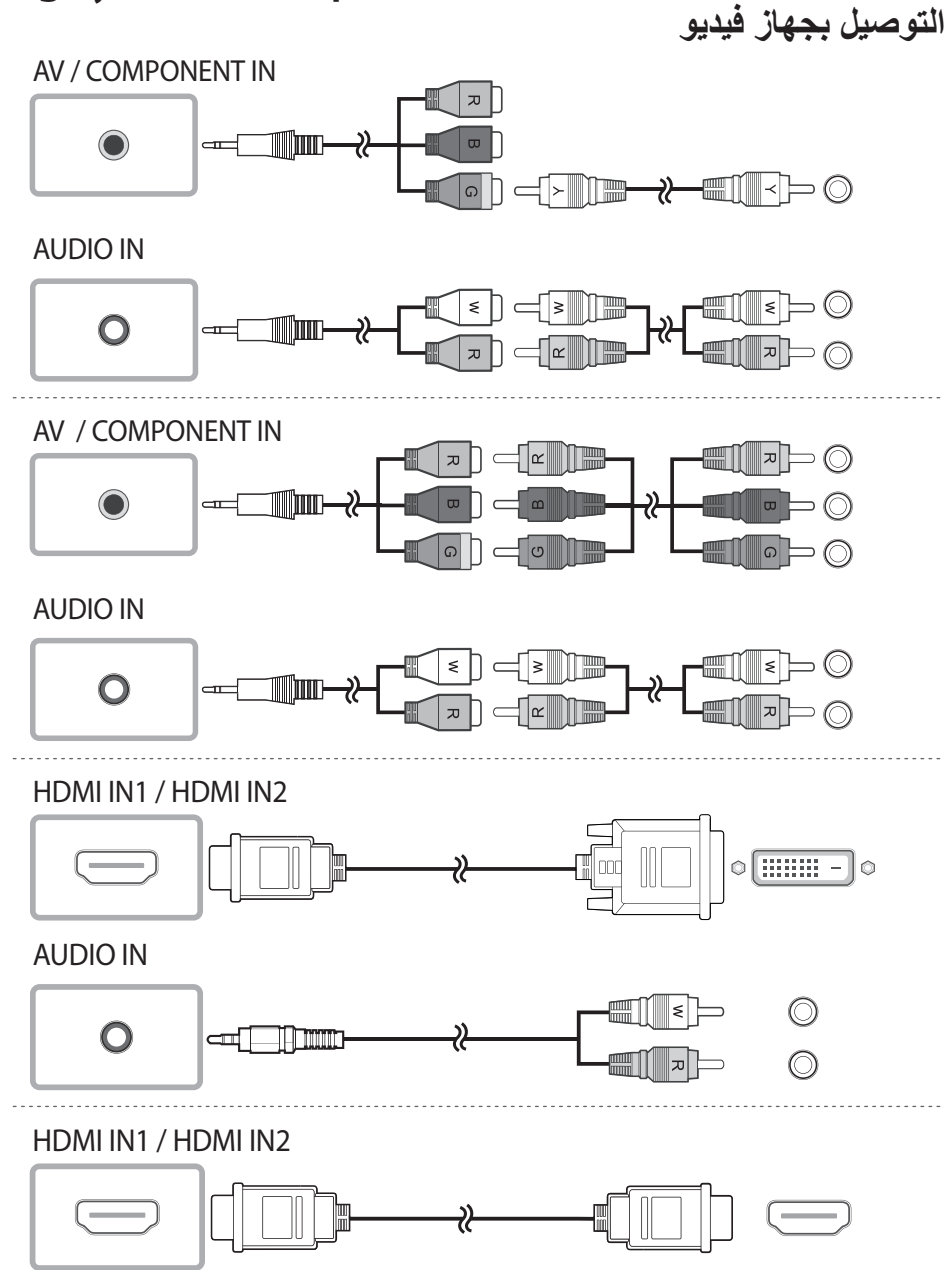 التوصيل بجهاز فيديو
AV / COMPONENT IN
R
B
G Y Y
AUDIO IN
W W W
R R R
AV / COMPONENT IN
R R R
B B B
G G G
AUDIO IN
W W W
R R R
HDMI IN1 / HDMI IN2
AUDIO IN
W
R
HDMI IN1 / HDMI IN2